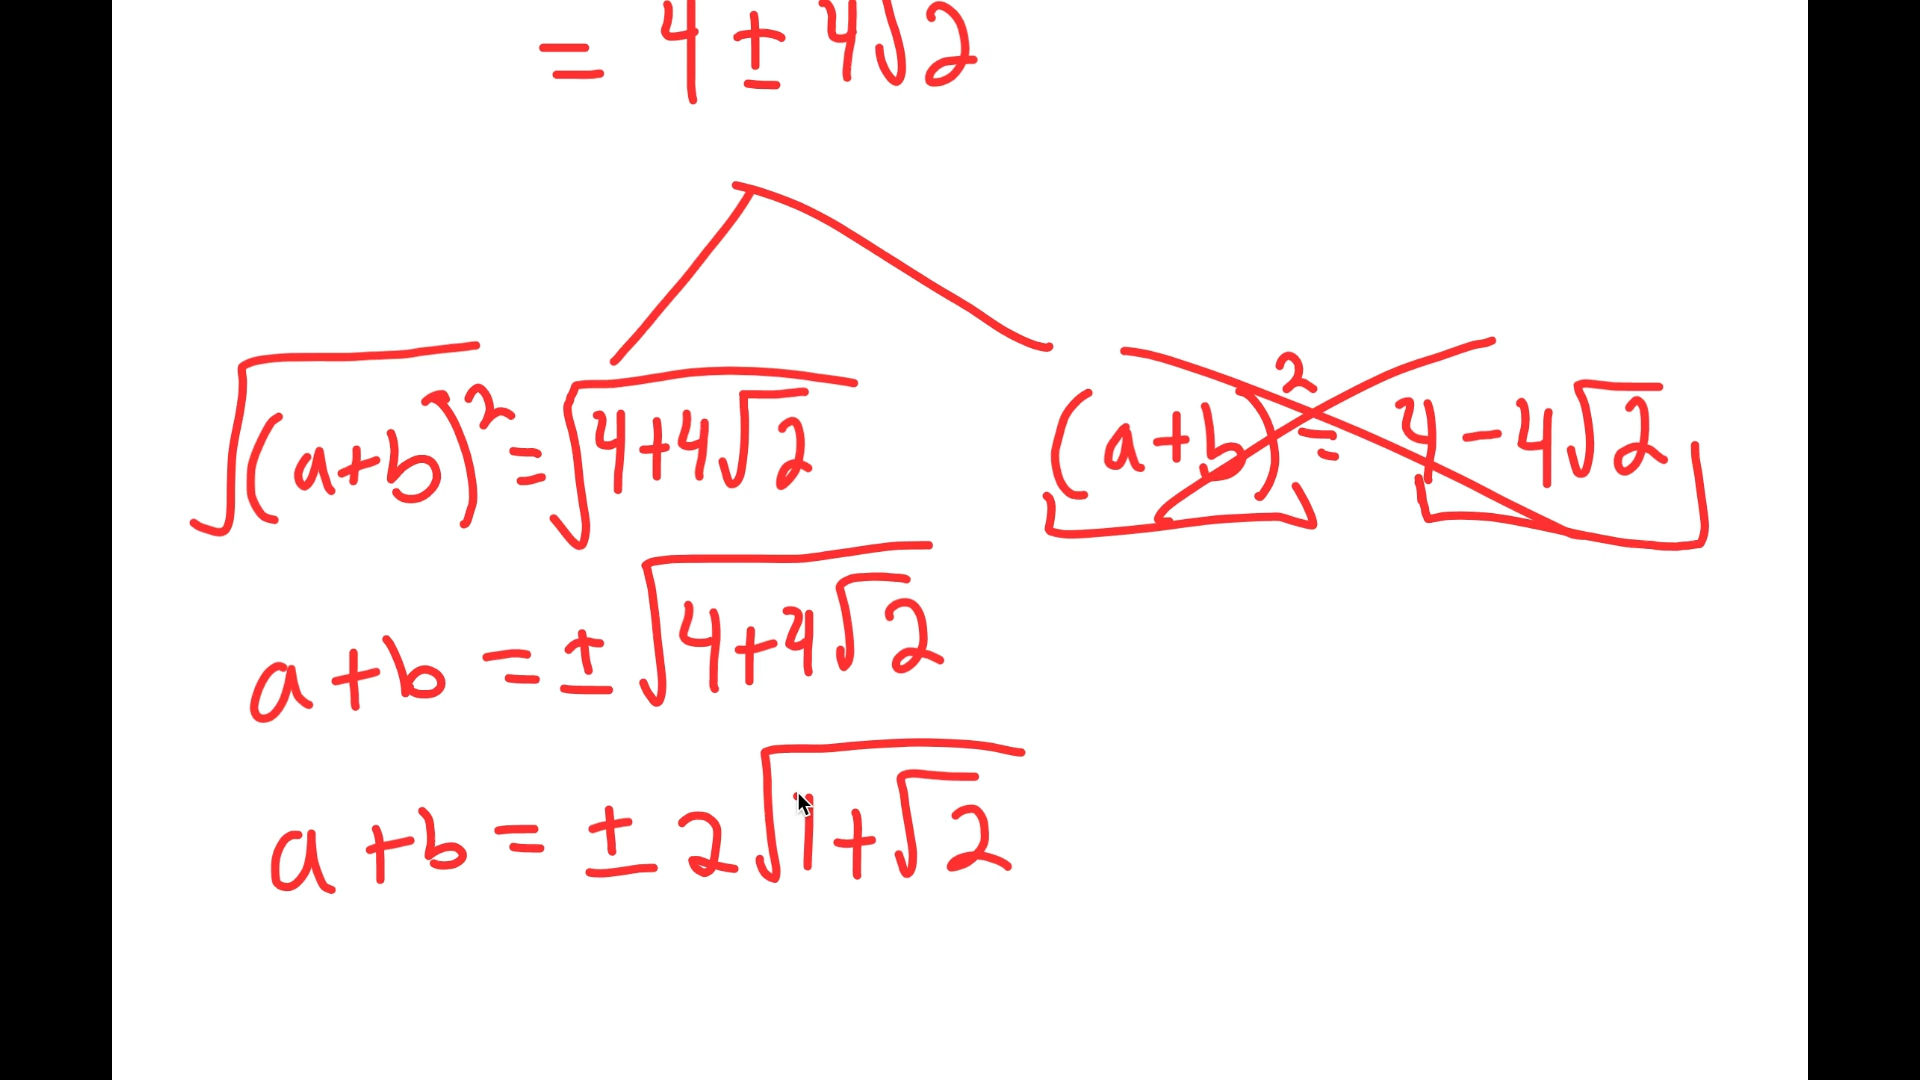 = 4 ± 4√2
√(a+b)² = √4+4√2
(a+b)² = 4-4√2
a+b = ±√4+4√2
a+b = ±2√1+√2